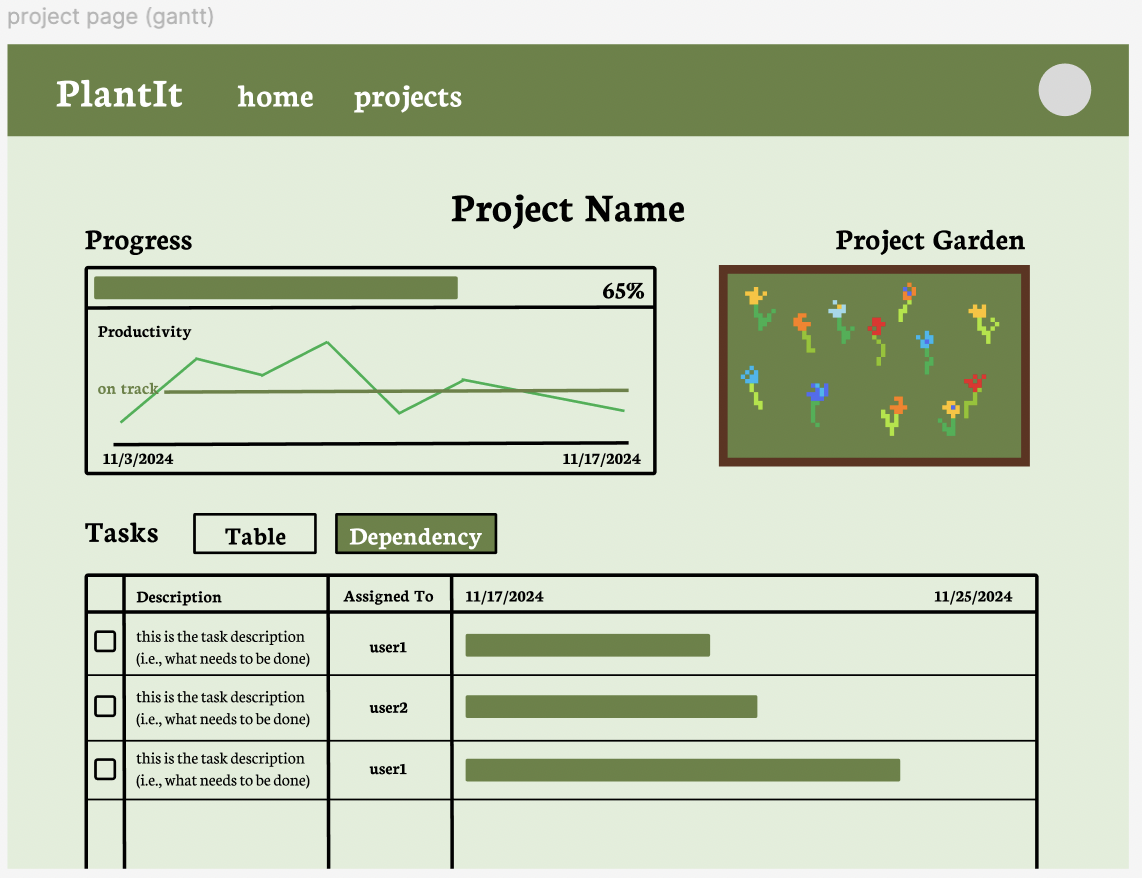 project page (gantt)
PlantIt home projects
Project Name
Progress
Project Garden
65%
Productivity
on track
11/3/2024 11/17/2024
Tasks Table Dependency
Description Assigned To 11/17/2024 11/25/2024
this is the task description
(i.e., what needs to be done)
user1
this is the task description
(i.e., what needs to be done)
user2
this is the task description
(i.e., what needs to be done)
user1